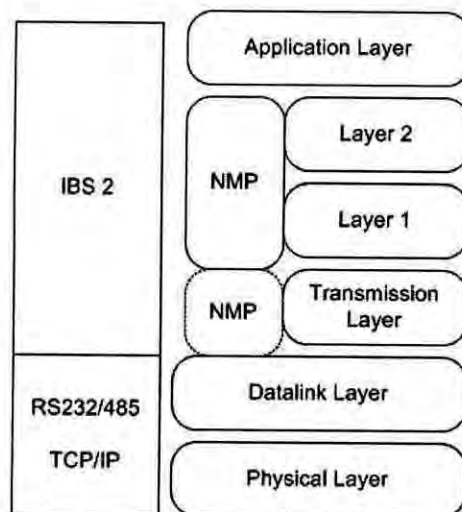 Application Layer
IBS 2
NMP
Layer 2
Layer 1
NMP
Transmission
Layer
RS232/485
TCP/IP
Datalink Layer
Physical Layer